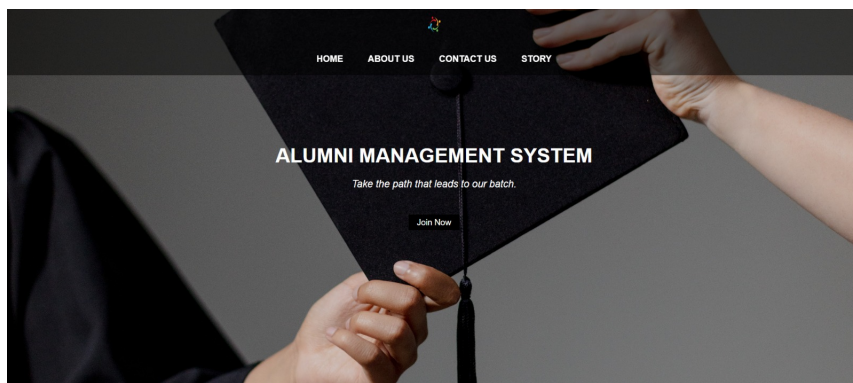 HOME ABOUT US CONTACT US STORY
ALUMNI MANAGEMENT SYSTEM
Take the path that leads to our batch.
Join Now